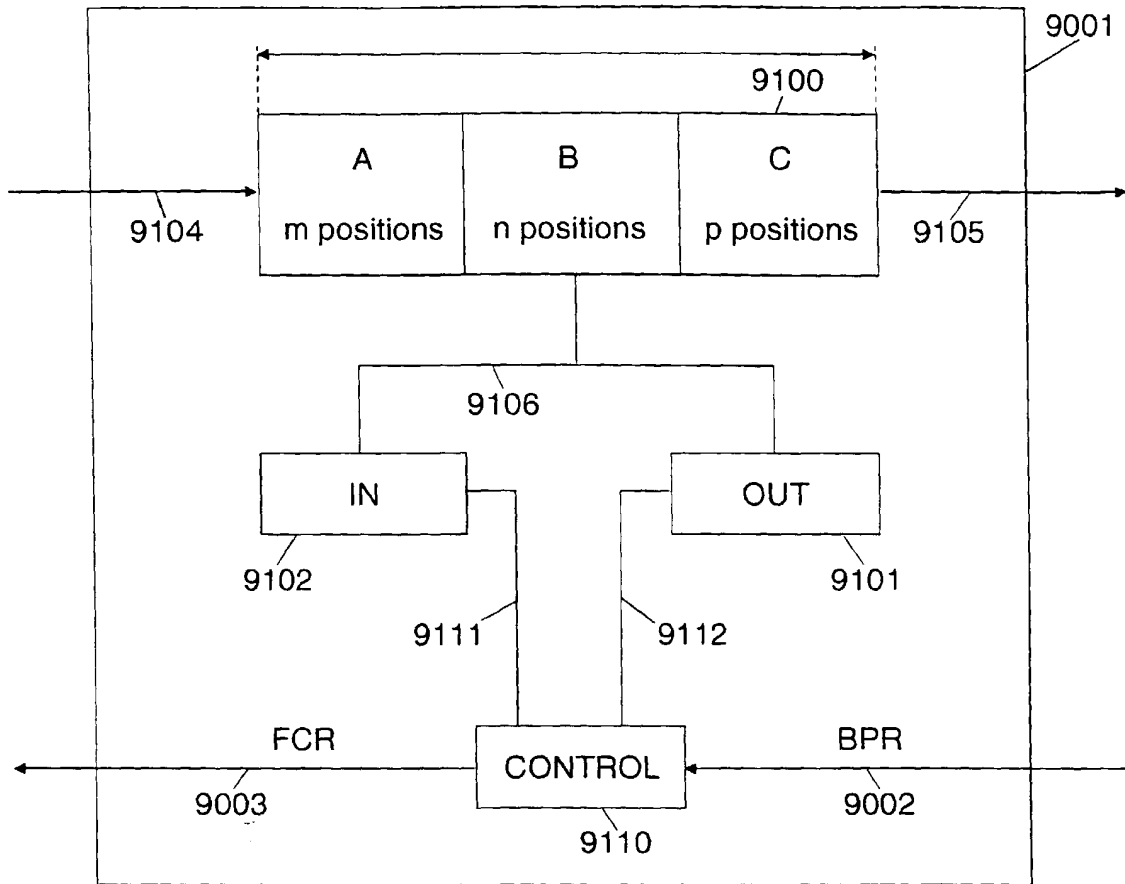 9001
9100
A
B
C
m positions
n positions
p positions
9104
9105
9106
IN
OUT
9102
9101
9111
9112
FCR
BPR
CONTROL
9003
9002
9110